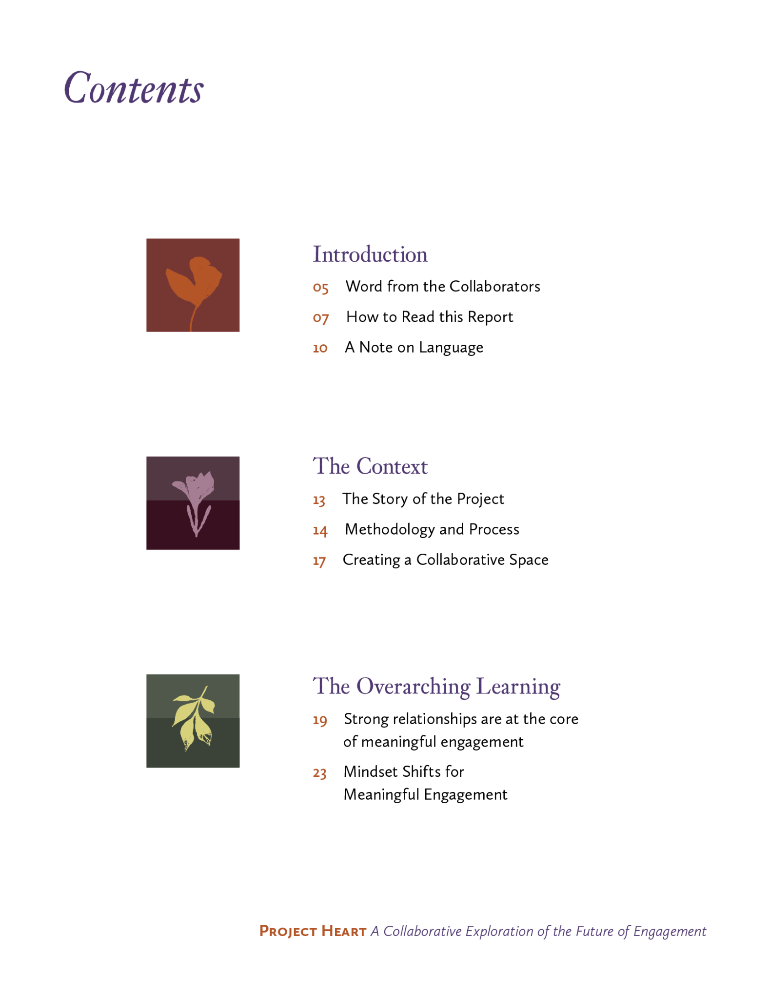 Contents
Introduction
05 Word from the Collaborators
07 How to Read this Report
10 A Note on Language
The Context
13 The Story of the Project
14 Methodology and Process
17 Creating a Collaborative Space
The Overarching Learning
19 Strong relationships are at the core
of meaningful engagement
23 Mindset Shifts for
Meaningful Engagement
Project Heart A Collaborative Exploration of the Future of Engagement